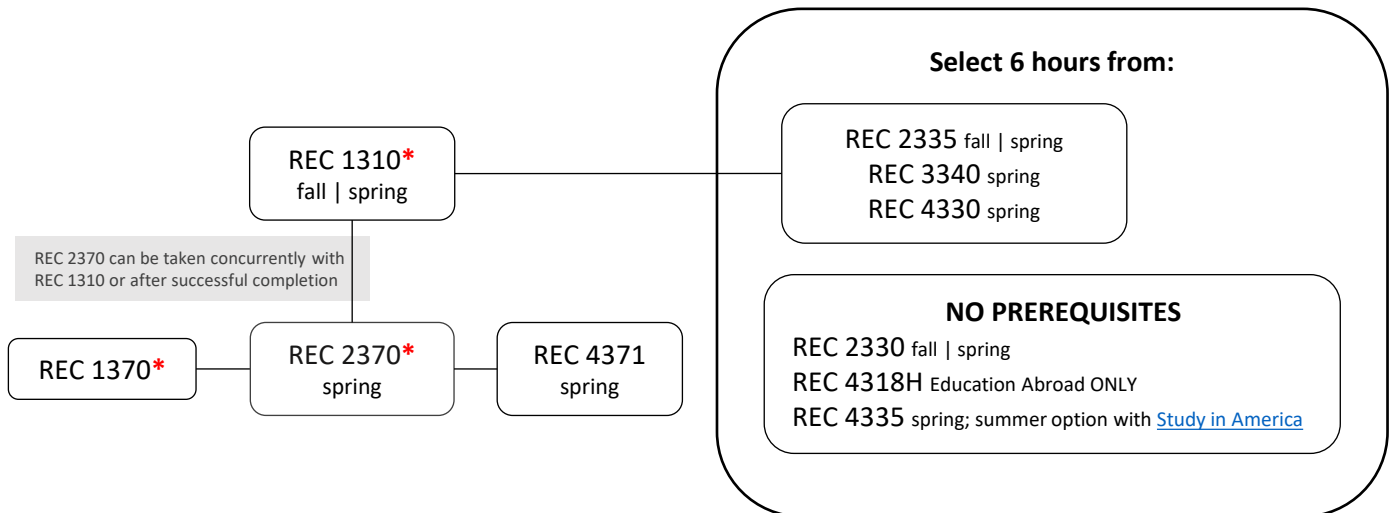 Select 6 hours from:
REC 1310*
fall | spring
REC 2335 fall | spring
REC 3340 spring
REC 4330 spring
REC 2370 can be taken concurrently with
REC 1310 or after successful completion
REC 1370*
REC 2370*
spring
REC 4371
spring
NO PREREQUISITES
REC 2330 fall | spring
REC 4318H Education Abroad ONLY
REC 4335 spring; summer option with Study in America